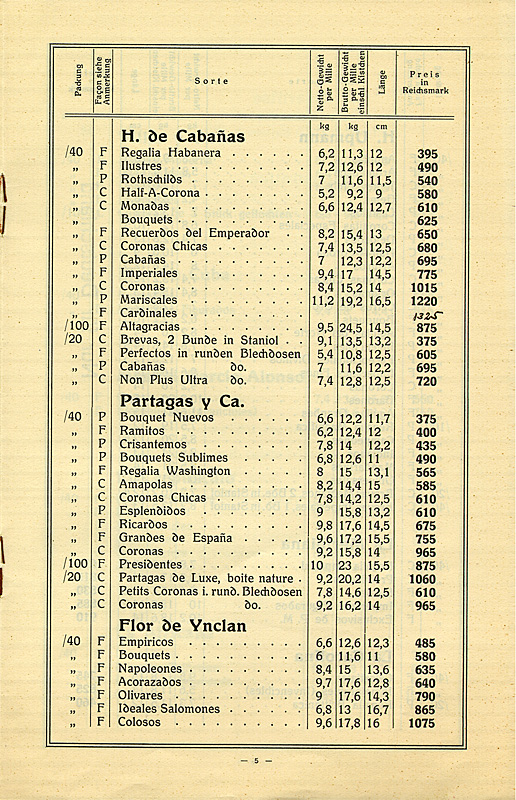 Packung | Façon siehe Anmerkung | Sorte | Netto-Gewicht per Mille | Brutto-Gewicht per Mille einschl Kistchen | Länge | Preis in Reichsmark
kg kg cm
H. de Cabañas
/40 F Regalia Habanera 6,2 11,3 12 395
„ F Ilustres 7,2 12,6 12 490
„ P Rothschilds 7 11,6 11,5 540
„ C Half-A-Corona 5,2 9,2 9 580
„ C Monadas 6,6 12,4 12,7 610
„ Bouquets 625
„ F Recuerdos del Emperador 8,2 15,4 13 650
„ C Coronas Chicas 7,4 13,5 12,5 680
„ P Cabañas 7 12,3 12,2 695
„ F Imperiales 9,4 17 14,5 775
„ C Coronas 8,4 15,2 14 1015
„ P Mariscales 11,2 19,2 16,5 1220
„ F Cardinales 1325
/100 F Altagracias 9,5 24,5 14,5 875
/20 C Brevas, 2 Bunde in Staniol 9,1 13,5 13,2 375
„ F Perfectos in runden Blechdosen 5,4 10,8 12,5 605
„ P Cabañas do. 7 11,6 12,2 695
„ C Non Plus Ultra do. 7,4 12,8 12,5 720
Partagas y Ca.
/40 P Bouquet Nuevos 6,6 12,2 11,7 375
„ F Ramitos 6,2 12,4 12 400
„ P Crisantemos 7,8 14 12,2 435
„ P Bouquets Sublimes 6,8 12,6 11 490
„ F Regalia Washington 8 15 13,1 565
„ C Amapolas 8,2 14,4 15 585
„ C Coronas Chicas 7,8 14,2 12,5 610
„ P Esplendidos 9 15,8 13,2 610
„ F Ricardos 9,8 17,6 14,5 675
„ F Grandes de España 9,6 17,2 15,5 755
„ C Coronas 9,2 15,8 14 965
/100 F Presidentes 10 23 15,5 875
/20 C Partagas de Luxe, boite nature 9,2 20,2 14 1060
„ C Petits Coronas i. rund. Blechdosen 7,8 14,6 12,5 610
„ C Coronas do. 9,2 16,2 14 965
Flor de Ynclan
/40 F Empiricos 6,6 12,6 12,3 485
„ F Bouquets 6 11,6 11 580
„ F Napoleones 8,4 15 13,6 635
„ F Acorazados 9,7 17,6 12,8 640
„ F Olivares 9 17,6 14,3 790
„ F Ideales Salomones 6,8 13 16,7 865
„ F Colosos 9,6 17,8 16 1075
— 5 —